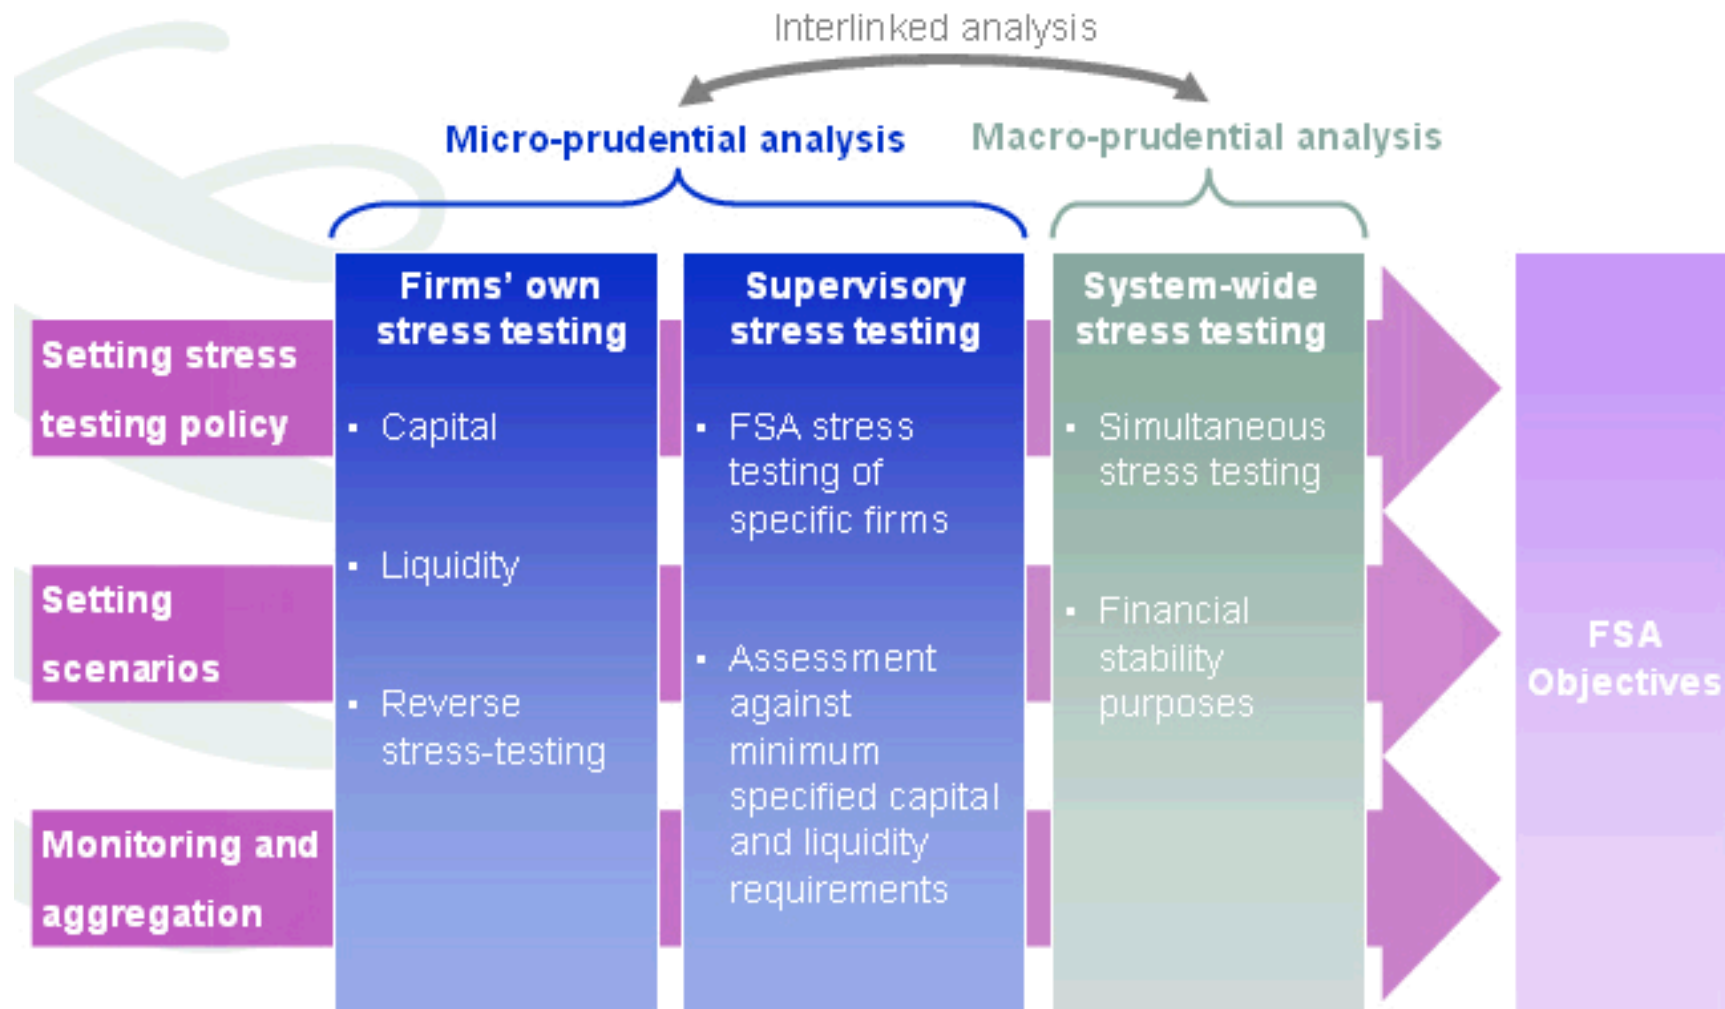 Interlinked analysis
Micro-prudential analysis
Macro-prudential analysis
Setting stress
testing policy
Setting
scenarios
Monitoring and
aggregation
Firms’ own
stress testing
▪ Capital
▪ Liquidity
▪ Reverse
stress-testing
Supervisory
stress testing
▪ FSA stress
testing of
specific firms
▪ Assessment
against
minimum
specified capital
and liquidity
requirements
System-wide
stress testing
▪ Simultaneous
stress testing
▪ Financial
stability
purposes
FSA
Objectives